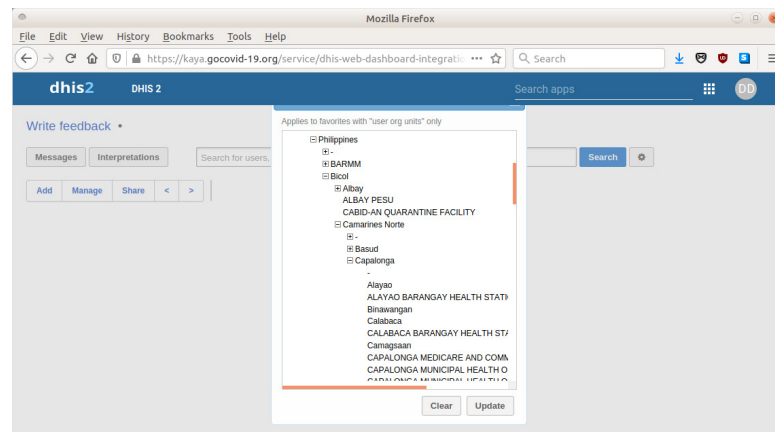 Mozilla Firefox
File Edit View History Bookmarks Tools Help
https://kaya.gocovid-19.org/service/dhis-web-dashboard-integratio ••• Search
dhis2 DHIS 2 Search apps DD
Applies to favorites with "user org units" only
Write feedback •
Messages Interpretations Search for users, Search
Add Manage Share < >
Philippines
-
BARMM
Bicol
Albay
ALBAY PESU
CABID-AN QUARANTINE FACILITY
Camarines Norte
-
Basud
Capalonga
-
Alayao
ALAYAO BARANGAY HEALTH STATI
Binawangan
Calabaca
CALABACA BARANGAY HEALTH STA
Camagsaan
CAPALONGA MEDICARE AND COMM
CAPALONGA MUNICIPAL HEALTH O
CAPALONGA MUNICIPAL HEALTH O
Clear Update